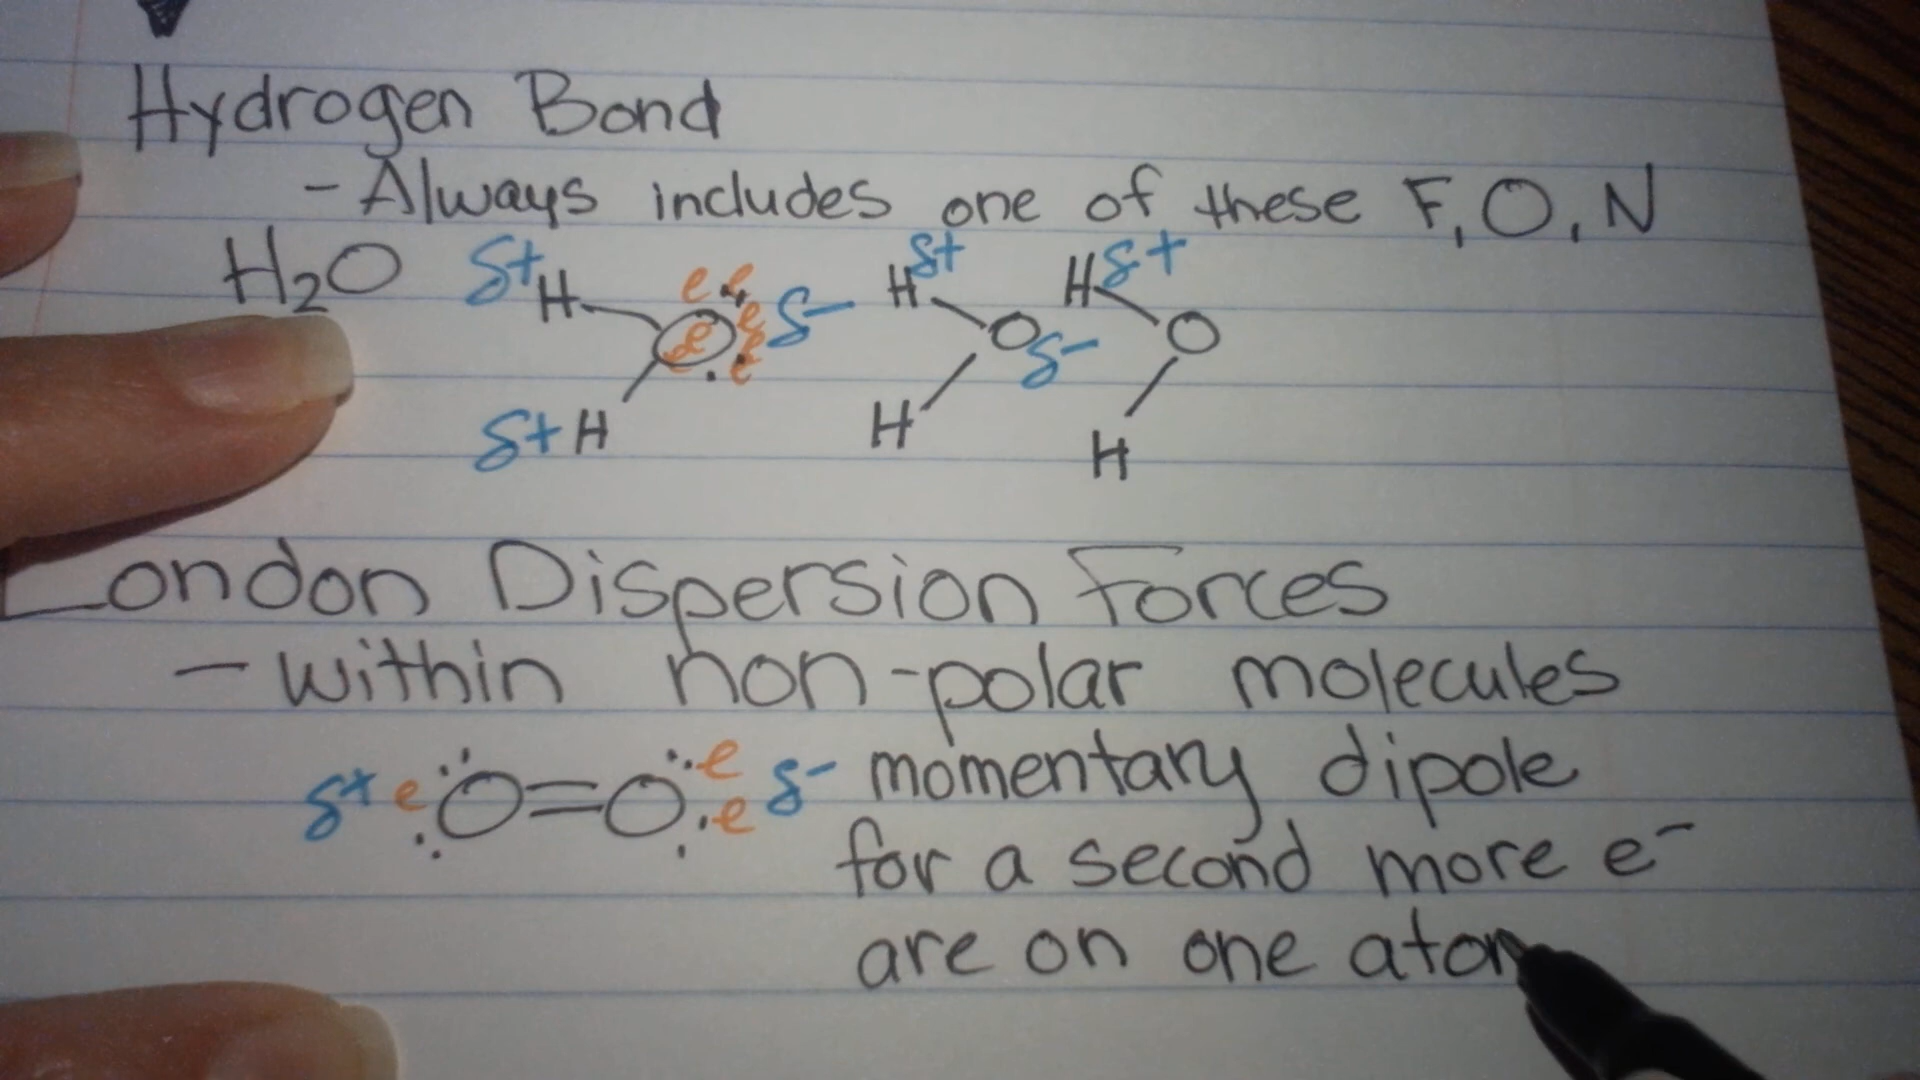 Hydrogen Bond
- Always includes one of these F, O, N
H₂O δ+ H e e e e e e O δ- H δ+ O δ- H δ+ O
δ+ H H H
London Dispersion Forces
- within non-polar molecules
δ+ e O=O e e δ- momentary dipole
for a second more e⁻
are on one atom